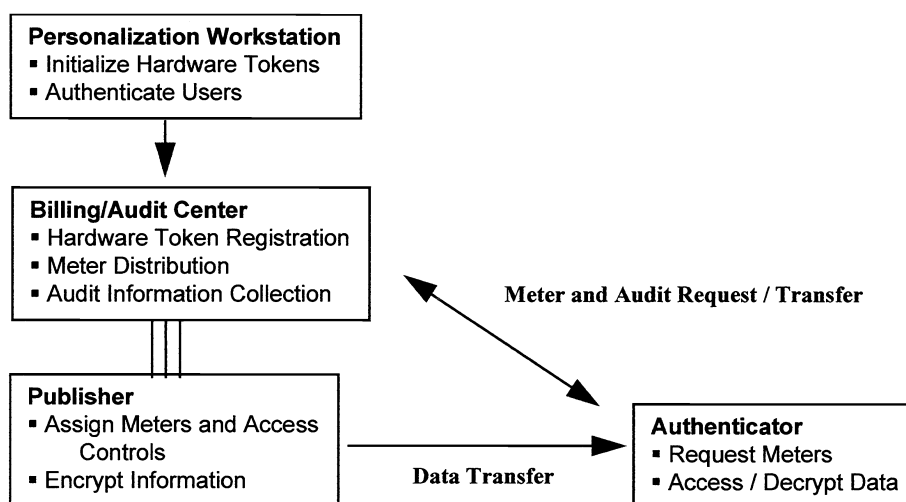 Personalization Workstation
▪ Initialize Hardware Tokens
▪ Authenticate Users
Billing/Audit Center
▪ Hardware Token Registration
▪ Meter Distribution
▪ Audit Information Collection
Meter and Audit Request / Transfer
Publisher
▪ Assign Meters and Access
Controls
▪ Encrypt Information
Data Transfer
Authenticator
▪ Request Meters
▪ Access / Decrypt Data